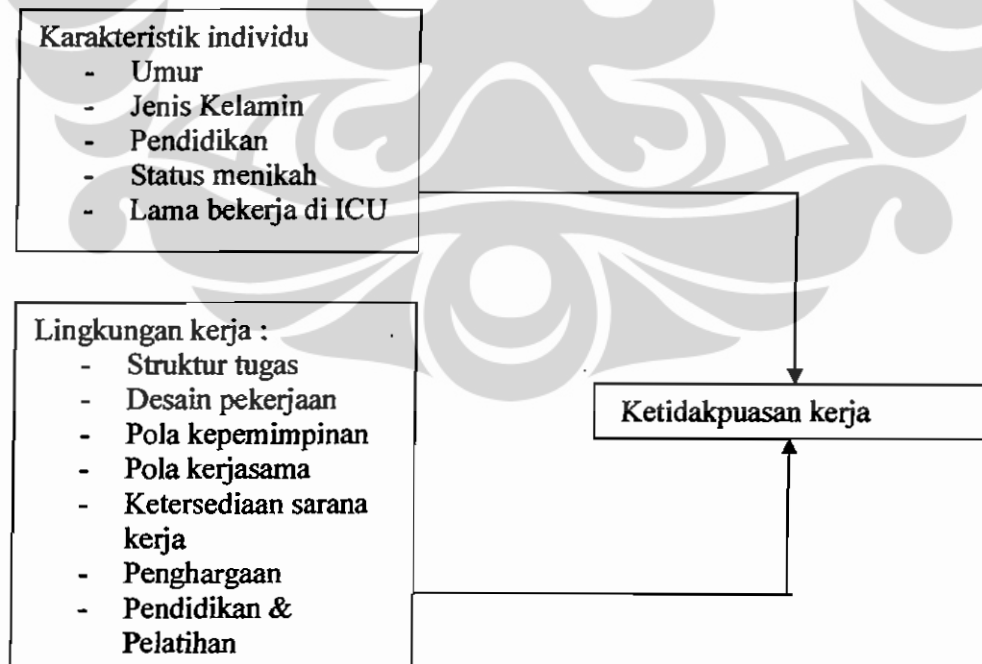 Karakteristik individu
- Umur
- Jenis Kelamin
- Pendidikan
- Status menikah
- Lama bekerja di ICU
Lingkungan kerja :
- Struktur tugas
- Desain pekerjaan
- Pola kepemimpinan
- Pola kerjasama
- Ketersediaan sarana
kerja
- Penghargaan
- Pendidikan &
Pelatihan
Ketidakpuasan kerja